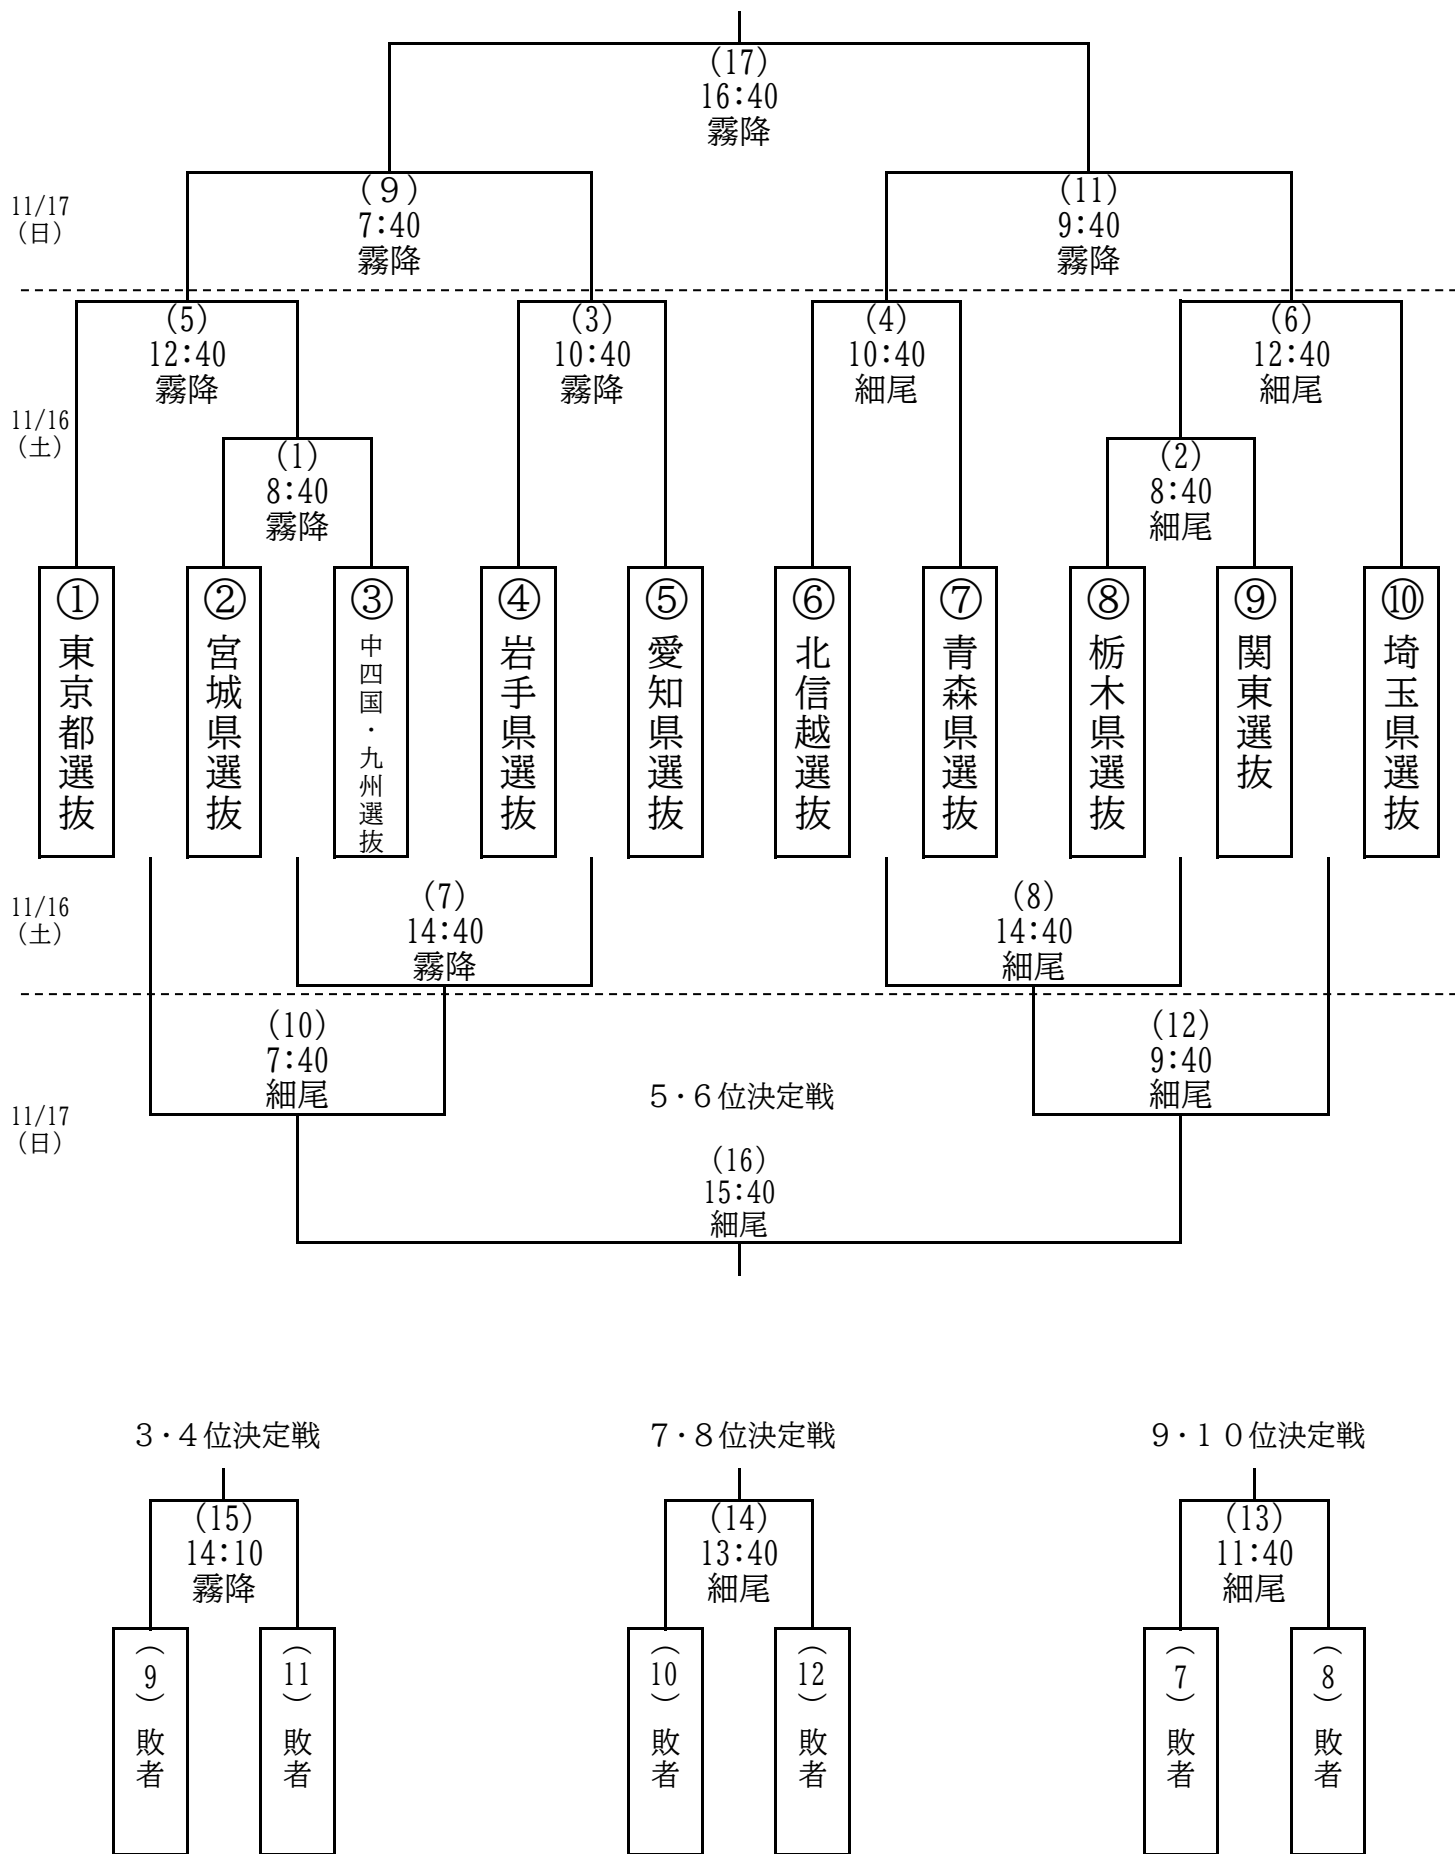 (17)
16:40
霧降
11/17
(日)
(９)
7:40
霧降
(11)
9:40
霧降
11/16
(土)
(5)
12:40
霧降
(3)
10:40
霧降
(4)
10:40
細尾
(6)
12:40
細尾
(1)
8:40
霧降
(2)
8:40
細尾
①東京都選抜
②宮城県選抜
③中四国・九州選抜
④岩手県選抜
⑤愛知県選抜
⑥北信越選抜
⑦青森県選抜
⑧栃木県選抜
⑨関東選抜
⑩埼玉県選抜
11/16
(土)
(7)
14:40
霧降
(8)
14:40
細尾
11/17
(日)
(10)
7:40
細尾
５・６位決定戦
(12)
9:40
細尾
(16)
15:40
細尾
３・４位決定戦
(15)
14:10
霧降
(9)敗者
(11)敗者
７・８位決定戦
(14)
13:40
細尾
(10)敗者
(12)敗者
９・１０位決定戦
(13)
11:40
細尾
(7)敗者
(8)敗者